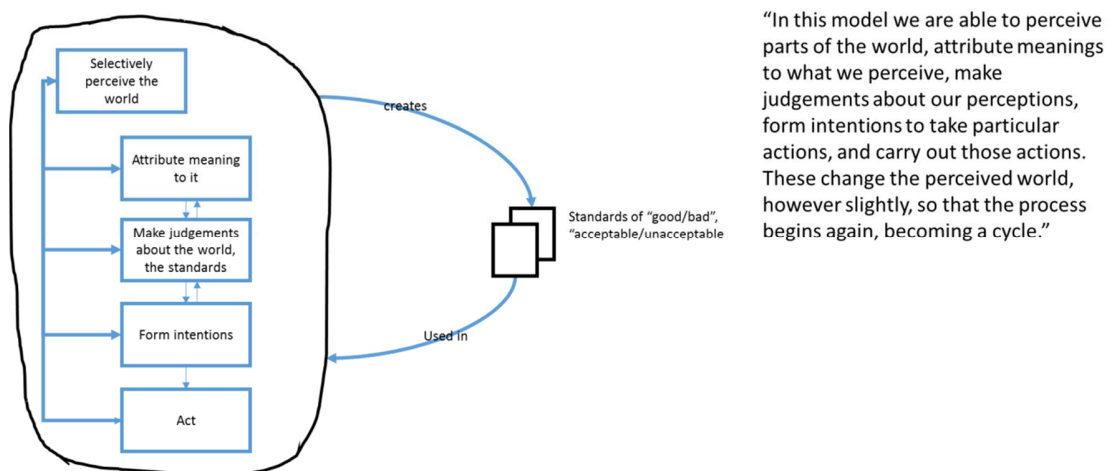 Selectively
perceive the
world
Attribute meaning
to it
Make judgements
about the world,
the standards
Form intentions
Act
creates
Standards of “good/bad”,
“acceptable/unacceptable
Used in
“In this model we are able to perceive
parts of the world, attribute meanings
to what we perceive, make
judgements about our perceptions,
form intentions to take particular
actions, and carry out those actions.
These change the perceived world,
however slightly, so that the process
begins again, becoming a cycle.”